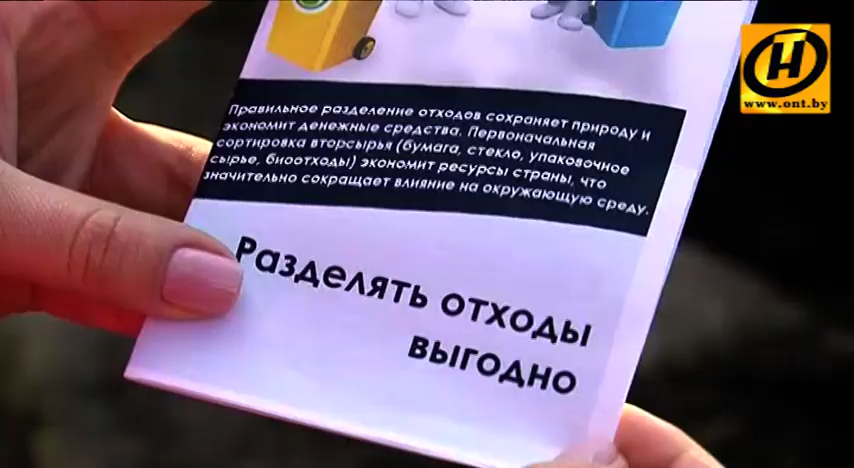 Правильное разделение отходов сохраняет природу и
экономит денежные средства. Первоначальная
сортировка вторсырья (бумага, стекло, упаковочное
сырье, биоотходы) экономит ресурсы страны, что
значительно сокращает влияние на окружающую среду.
Разделять отходы
выгодно
www.ont.by